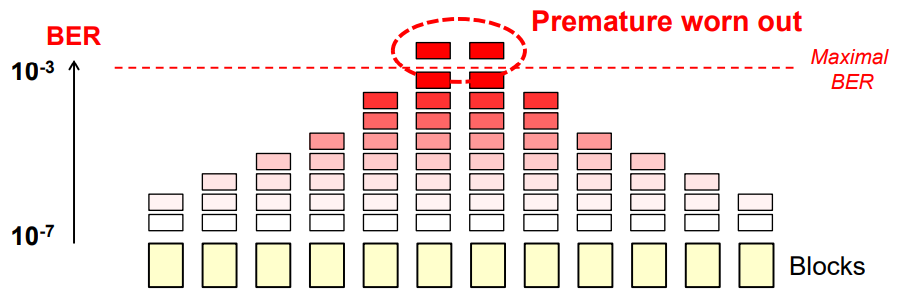 Premature worn out
BER
10-3
Maximal
BER
10-7
Blocks